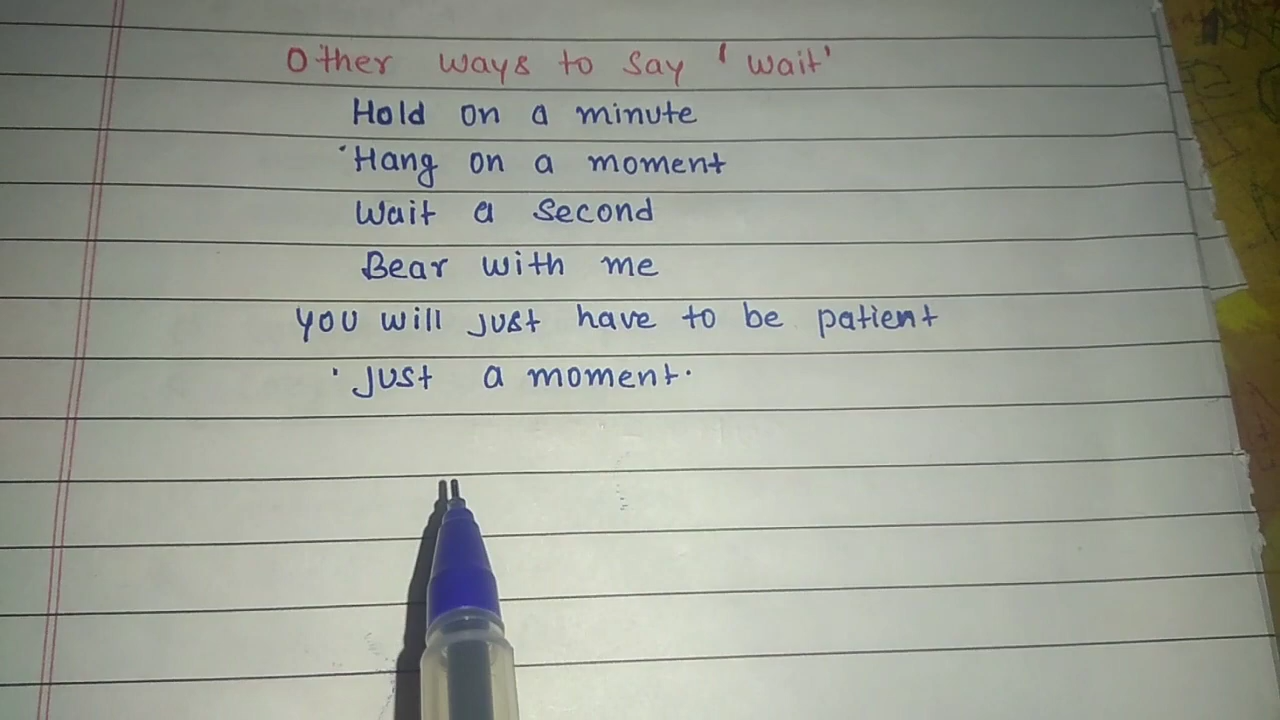 Other ways to say 'wait'
Hold on a minute
Hang on a moment
Wait a second
Bear with me
you will just have to be patient
Just a moment.